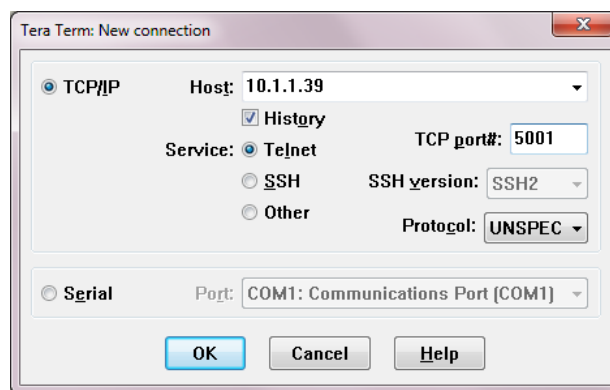 Tera Term: New connection
TCP/IP
Host: 10.1.1.39
History
Service: Telnet
TCP port#: 5001
SSH
SSH version: SSH2
Other
Protocol: UNSPEC
Serial
Port: COM1: Communications Port (COM1)
OK
Cancel
Help